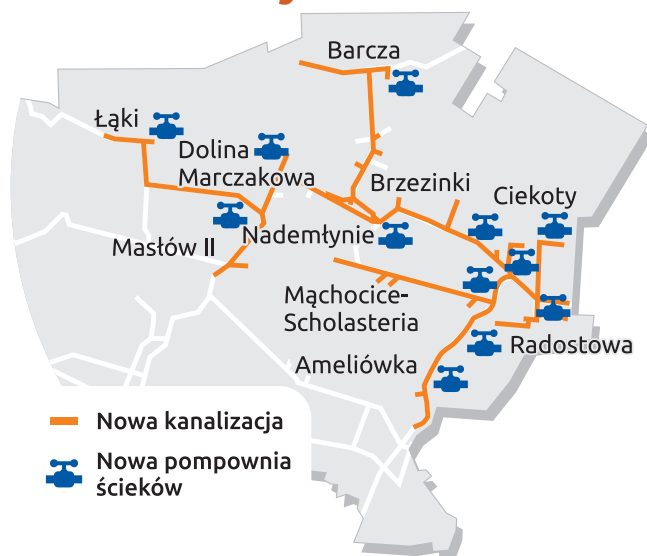 Barcza
Łąki
Dolina
Marczakowa
Brzezinki
Ciekoty
Masłów II
Nademłynie
Mąchocice-
Scholasteria
Radostowa
Ameliówka
Nowa kanalizacja
Nowa pompownia
ścieków